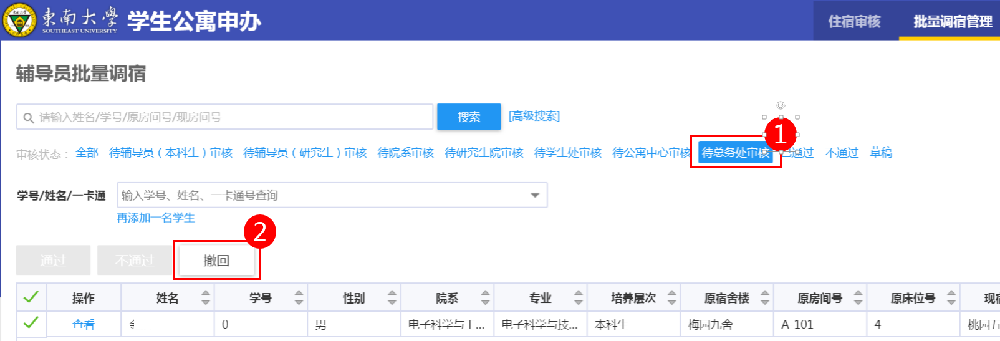 東南大學
SOUTHEAST UNIVERSITY
学生公寓申办
住宿审核 批量调宿管理
辅导员批量调宿
请输入姓名/学号/原房间号/现房间号 搜索 [高级搜索]
1
审核状态： 全部 待辅导员（本科生）审核 待辅导员（研究生）审核 待院系审核 待研究生院审核 待学生处审核 待公寓中心审核 待总务处审核 已通过 不通过 草稿
学号/姓名/一卡通 输入学号、姓名、一卡通号查询
再添加一名学生
2
通过 不通过 撤回
操作 姓名 学号 性别 院系 专业 培养层次 原宿舍楼 原房间号 原床位号 现宿
查看 0 男 电子科学与工... 电子科学与技... 本科生 梅园九舍 A-101 4 桃园五